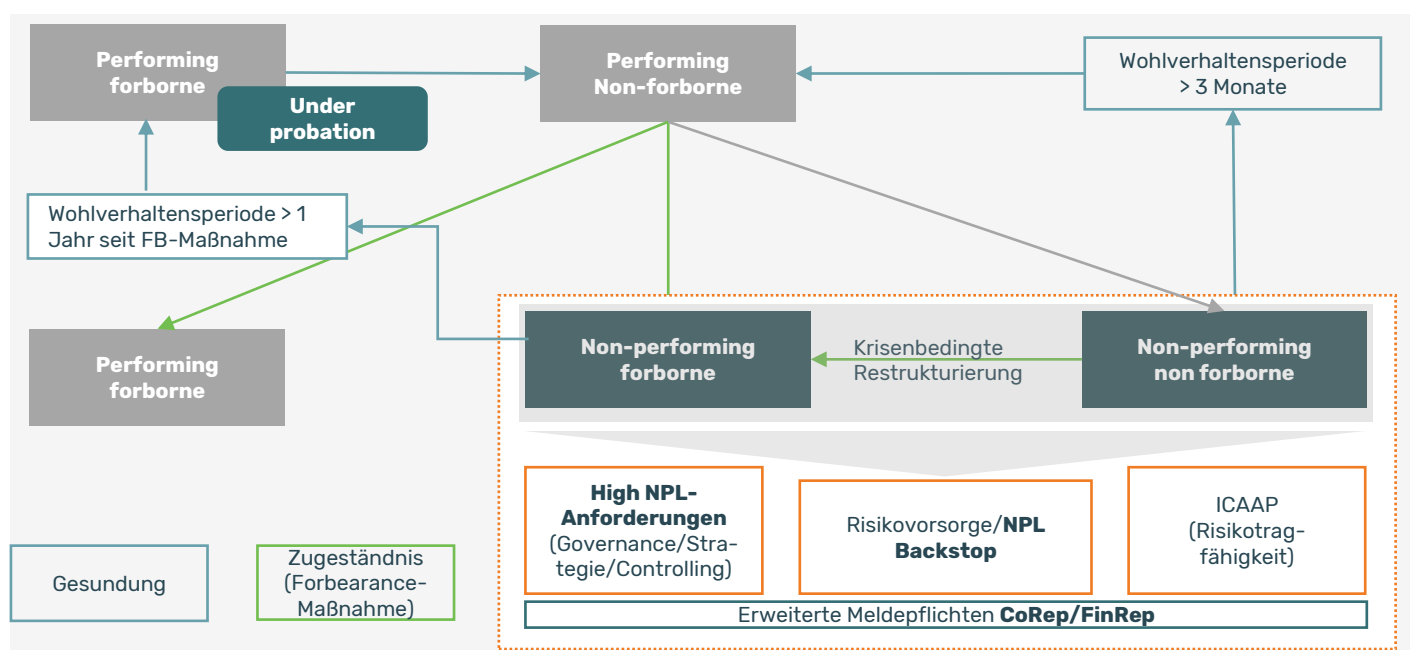 Performing
forborne
Under
probation
Performing
Non-forborne
Wohlverhaltensperiode
> 3 Monate
Wohlverhaltensperiode > 1
Jahr seit FB-Maßnahme
Performing
forborne
Non-performing
forborne
Krisenbedingte
Restrukturierung
Non-performing
non forborne
High NPL-
Anforderungen
(Governance/Stra-
tegie/Controlling)
Risikovorsorge/NPL
Backstop
ICAAP
(Risikotrag-
fähigkeit)
Gesundung
Zugeständnis
(Forbearance-
Maßnahme)
Erweiterte Meldepflichten CoRep/FinRep